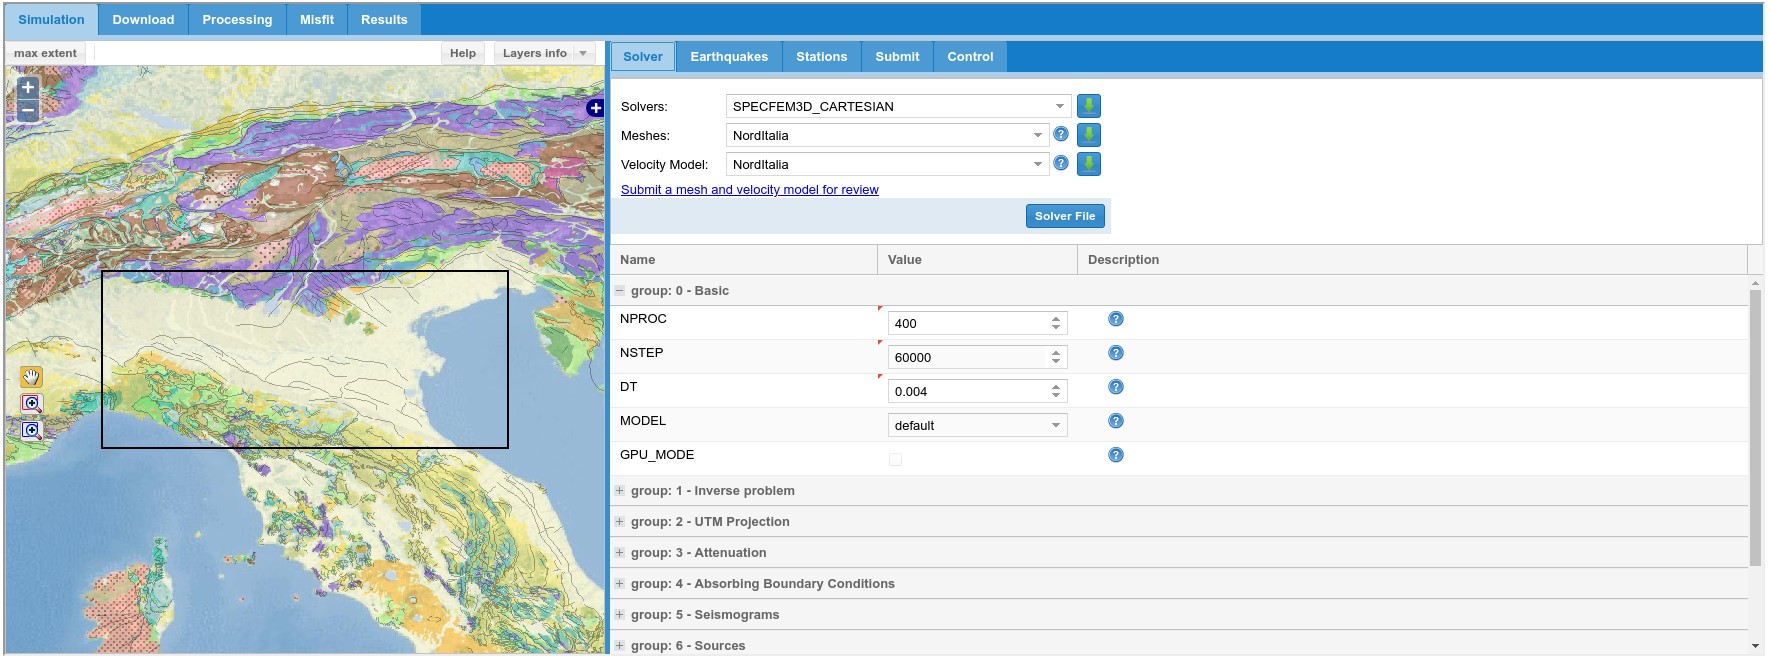 Simulation Download Processing Misfit Results
max extent Help Layers info
Solver Earthquakes Stations Submit Control
Solvers: SPECFEM3D_CARTESIAN
Meshes: NordItalia
Velocity Model: NordItalia
Submit a mesh and velocity model for review
Solver File
Name Value Description
group: 0 - Basic
NPROC 400
NSTEP 60000
DT 0.004
MODEL default
GPU_MODE
group: 1 - Inverse problem
group: 2 - UTM Projection
group: 3 - Attenuation
group: 4 - Absorbing Boundary Conditions
group: 5 - Seismograms
group: 6 - Sources